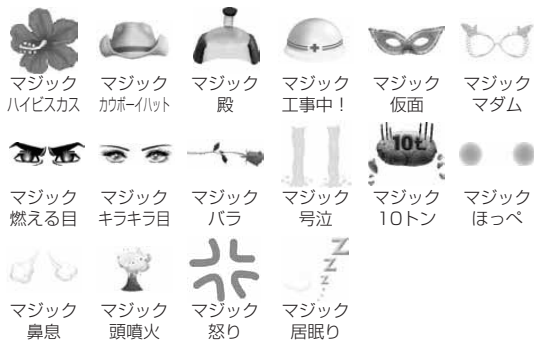 マジック
ハイビスカス
マジック
カウボーイハット
マジック
殿
マジック
工事中！
マジック
仮面
マジック
マダム
10t
マジック
燃える目
マジック
キラキラ目
マジック
バラ
マジック
号泣
マジック
10トン
マジック
ほっぺ
Z
Z
Z
Z
マジック
鼻息
マジック
頭噴火
マジック
怒り
マジック
居眠り